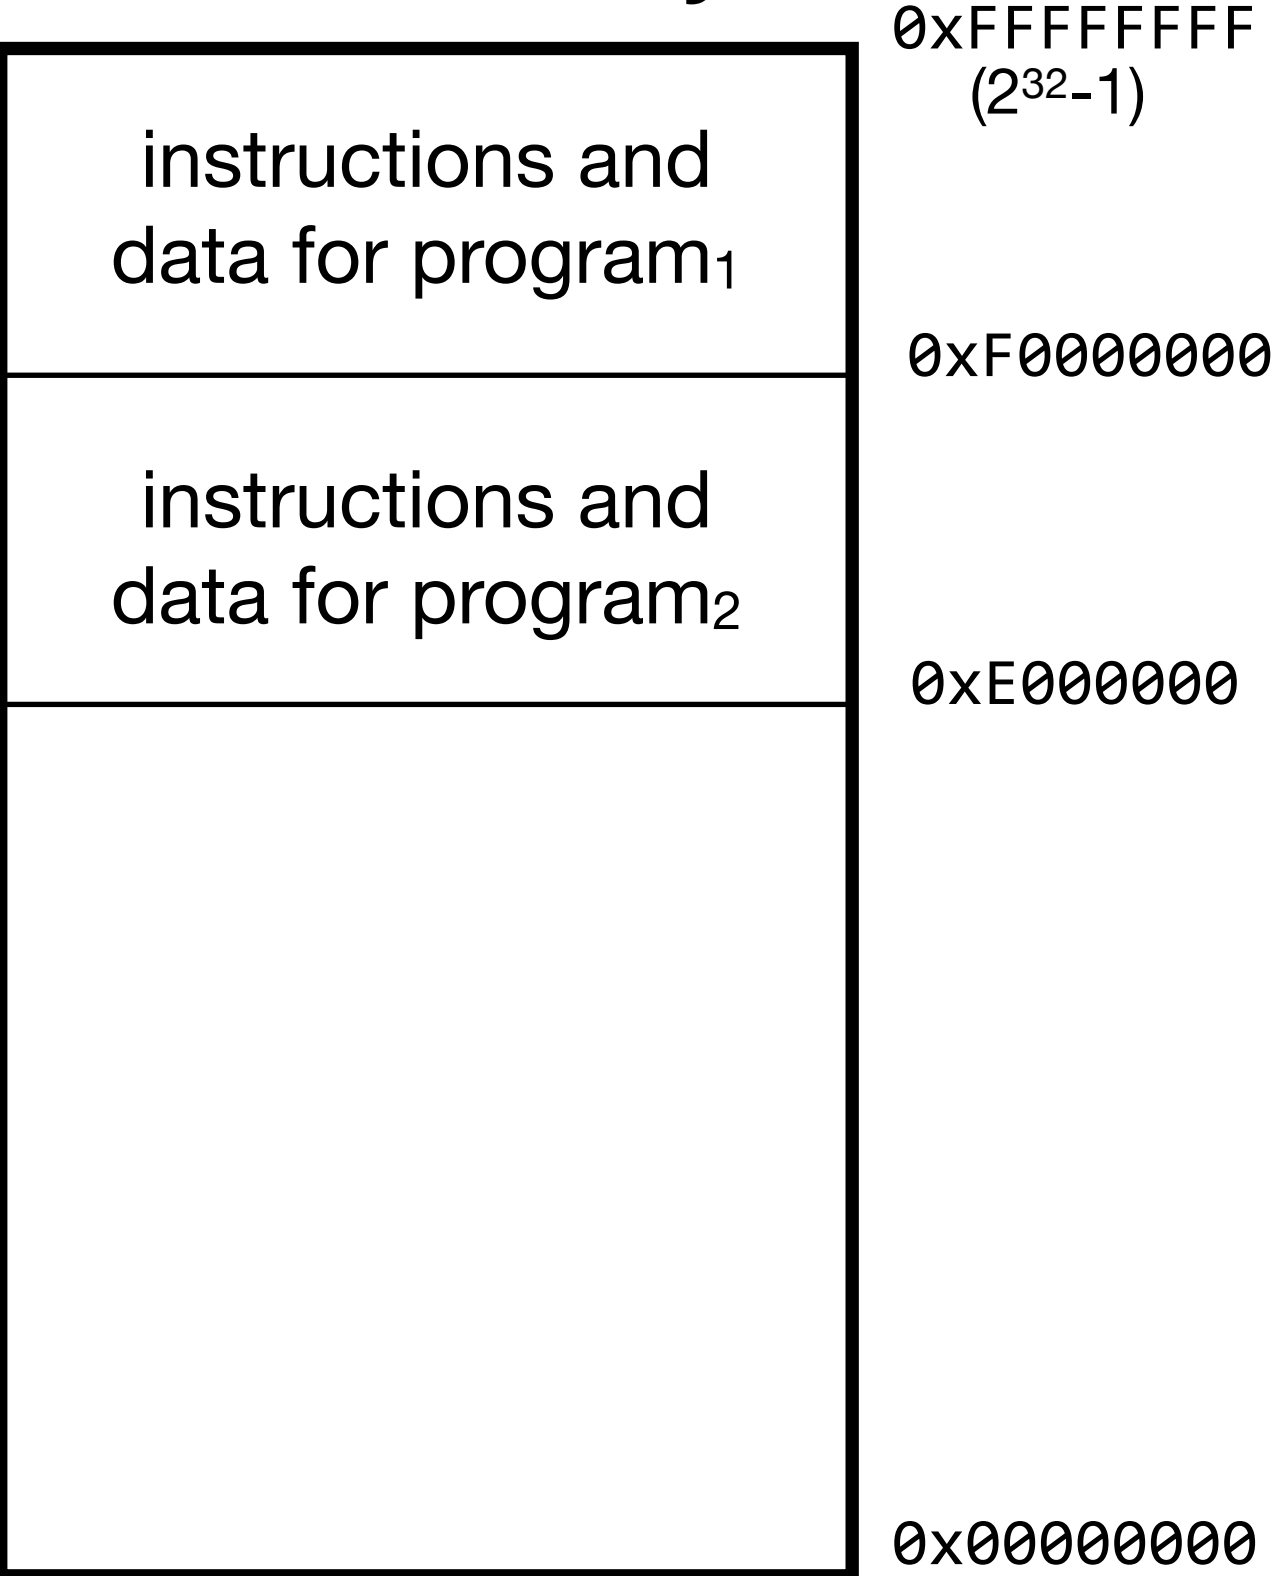 0xFFFFFFFF
(2³²-1)
instructions and
data for program₁
0xF0000000
instructions and
data for program₂
0xE000000
0x00000000